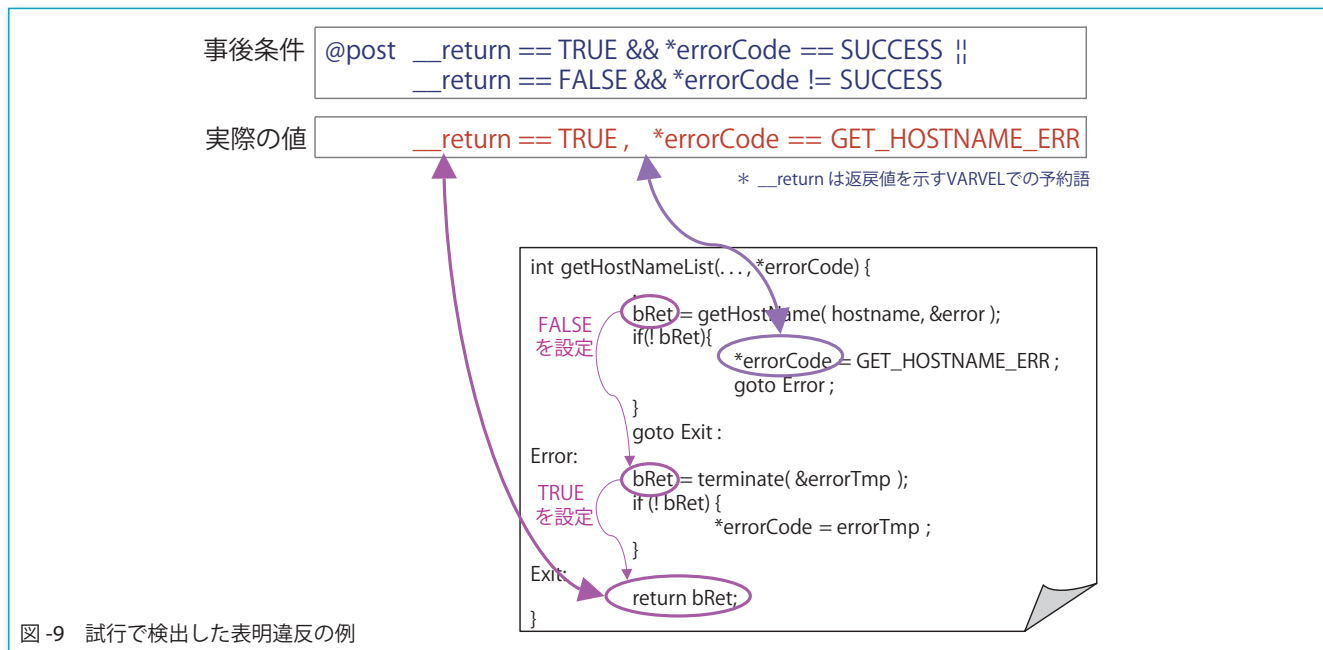 事後条件
@post __return == TRUE && *errorCode == SUCCESS ¦¦
__return == FALSE && *errorCode != SUCCESS
実際の値
__return == TRUE , *errorCode == GET_HOSTNAME_ERR
＊ __return は返戻値を示すVARVELでの予約語
int getHostNameList(. . . , *errorCode) {
.
bRet = getHostName( hostname, &error );
FALSE
を設定
if(! bRet){
*errorCode = GET_HOSTNAME_ERR ;
goto Error ;
}
goto Exit :
Error:
bRet = terminate( &errorTmp );
TRUE
を設定
if (! bRet) {
*errorCode = errorTmp ;
}
Exit:
return bRet;
}
図 -9 試行で検出した表明違反の例